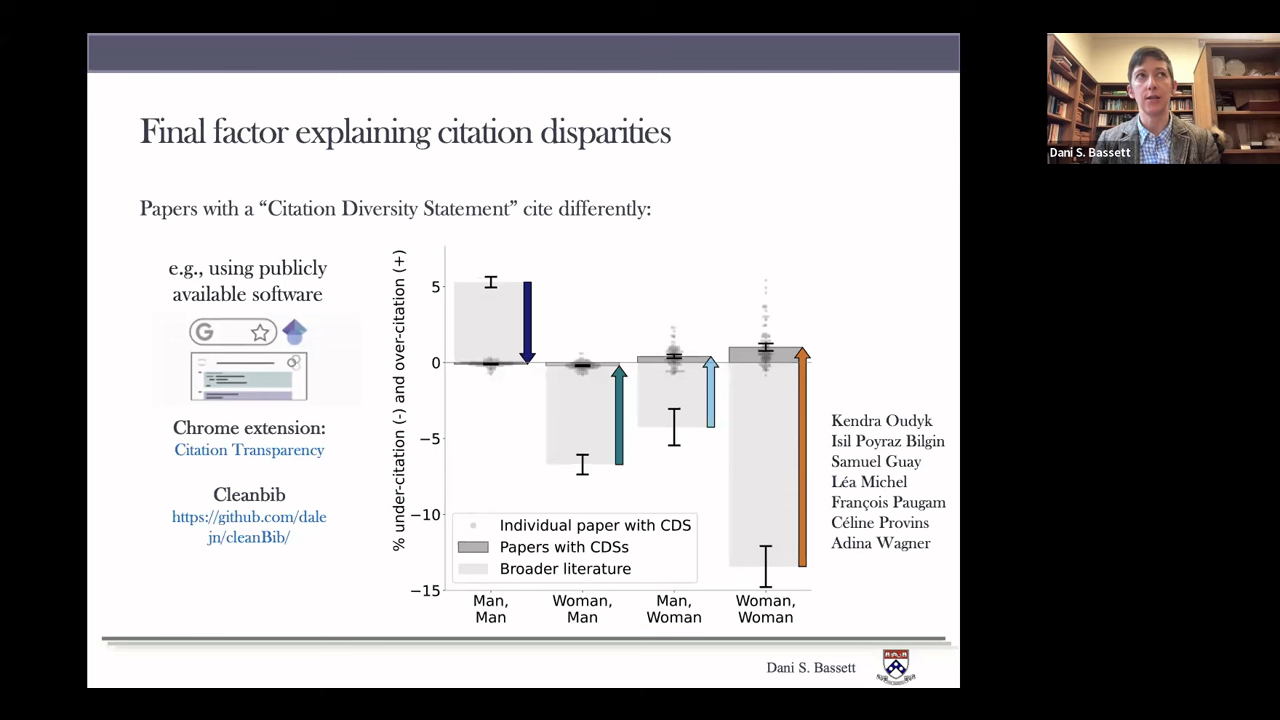 Final factor explaining citation disparities
Papers with a “Citation Diversity Statement” cite differently:
e.g., using publicly
available software
G
Chrome extension:
Citation Transparency
Cleanbib
https://github.com/dale
jn/cleanBib/
% under-citation (-) and over-citation (+)
5
0
−5
−10
−15
Individual paper with CDS
Papers with CDSs
Broader literature
Man,
Man
Woman,
Man
Man,
Woman
Woman,
Woman
Kendra Oudyk
Isil Poyraz Bilgin
Samuel Guay
Léa Michel
François Paugam
Céline Provins
Adina Wagner
Dani S. Bassett
Dani S. Bassett